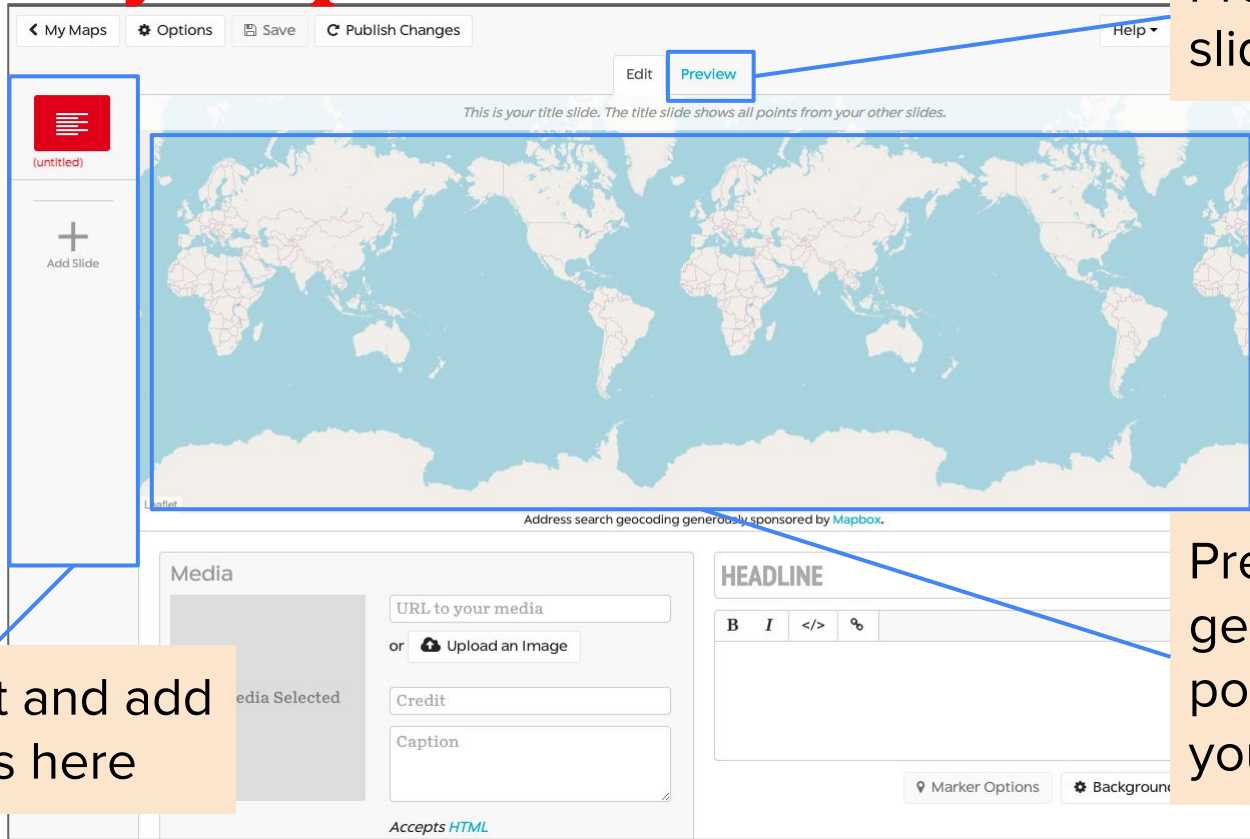 My Maps Options Save Publish Changes Help
slid
Edit Preview
This is your title slide. The title slide shows all points from your other slides.
(untitled)
Add Slide
Leaflet
Address search geocoding generously sponsored by Mapbox.
Media
URL to your media
or Upload an Image
edia Selected
Credit
Caption
Accepts HTML
HEADLINE
B I </>
Marker Options Background
t and add
s here
Pre
ge
po
you